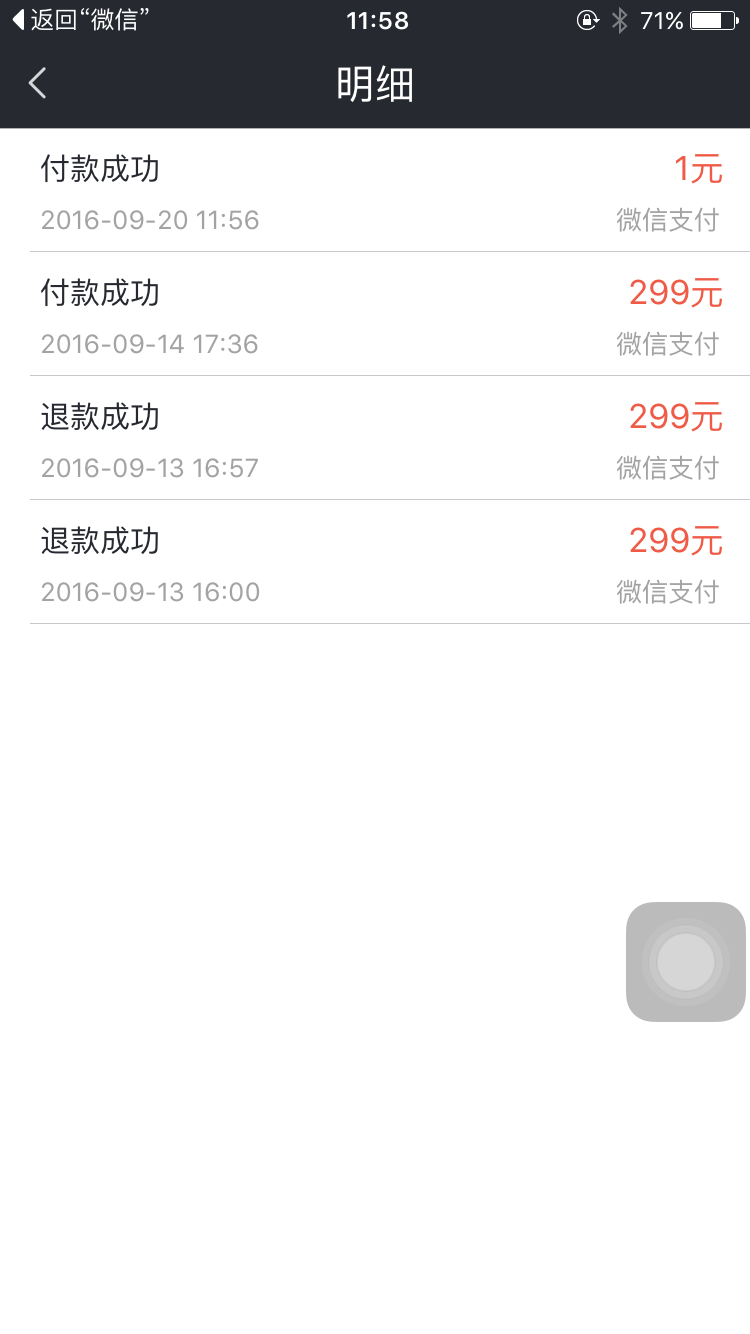 返回“微信” 11:58 71%
明细
付款成功 1元
2016-09-20 11:56 微信支付
付款成功 299元
2016-09-14 17:36 微信支付
退款成功 299元
2016-09-13 16:57 微信支付
退款成功 299元
2016-09-13 16:00 微信支付